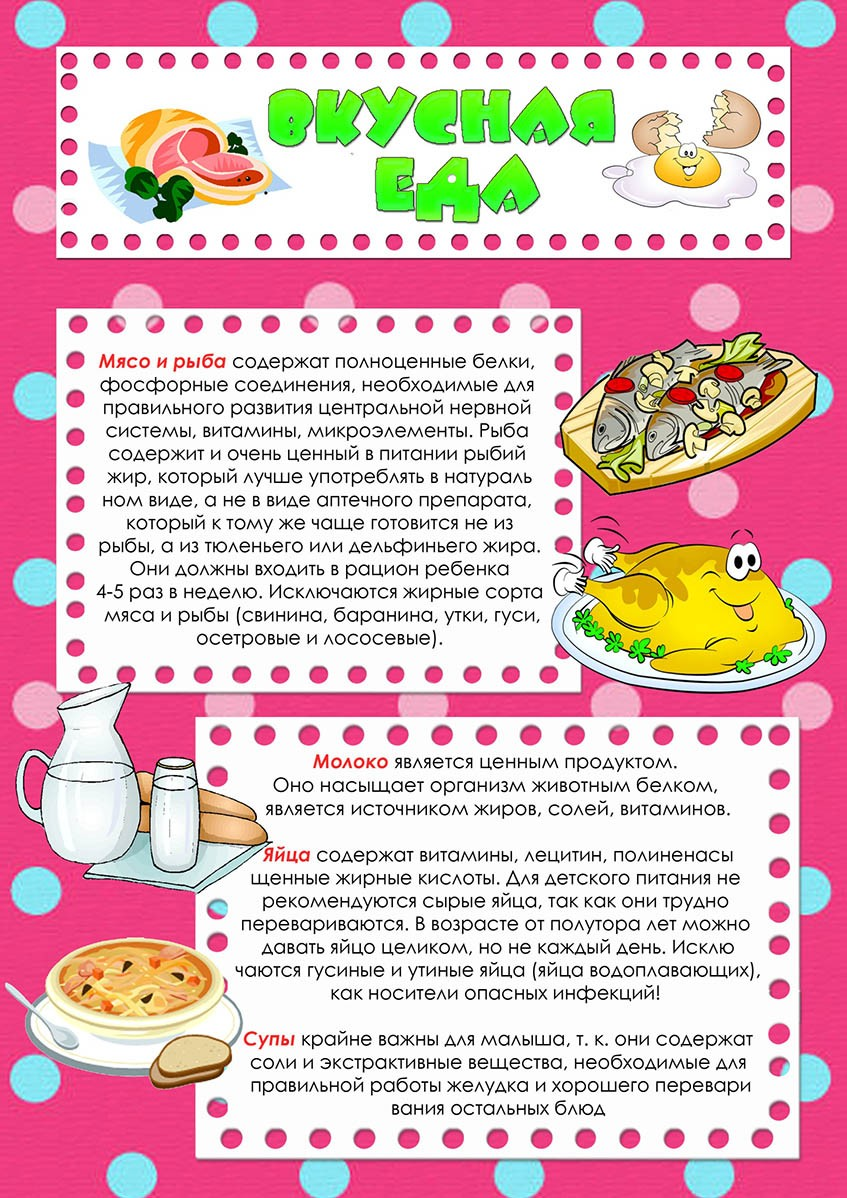 ВКУСНАЯ
ЕДА
Мясо и рыба содержат полноценные белки,
фосфорные соединения, необходимые для
правильного развития центральной нервной
системы, витамины, микроэлементы. Рыба
содержит и очень ценный в питании рыбий
жир, который лучше употреблять в натураль
ном виде, а не в виде аптечного препарата,
который к тому же чаще готовится не из
рыбы, а из тюленьего или дельфиньего жира.
Они должны входить в рацион ребенка
4-5 раз в неделю. Исключаются жирные сорта
мяса и рыбы (свинина, баранина, утки, гуси,
осетровые и лососевые).
Молоко является ценным продуктом.
Оно насыщает организм животным белком,
является источником жиров, солей, витаминов.
Яйца содержат витамины, лецитин, полиненасы
щенные жирные кислоты. Для детского питания не
рекомендуются сырые яйца, так как они трудно
перевариваются. В возрасте от полутора лет можно
давать яйцо целиком, но не каждый день. Исклю
чаются гусиные и утиные яйца (яйца водоплавающих),
как носители опасных инфекций!
Супы крайне важны для малыша, т. к. они содержат
соли и экстрактивные вещества, необходимые для
правильной работы желудка и хорошего перевари
вания остальных блюд